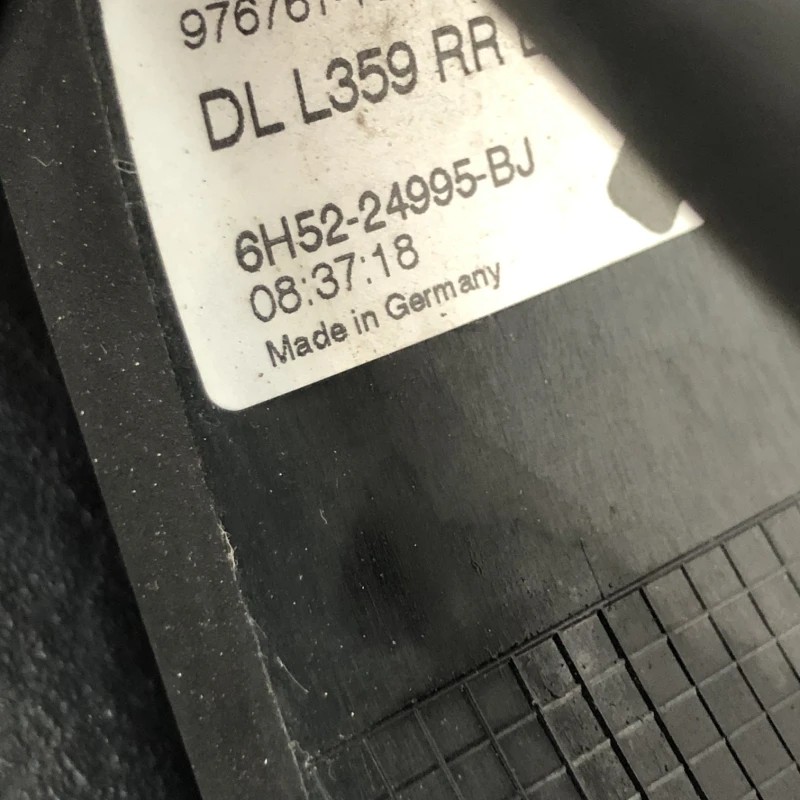 DL L359 RR
6H52-24995-BJ
08:37:18
Made in Germany